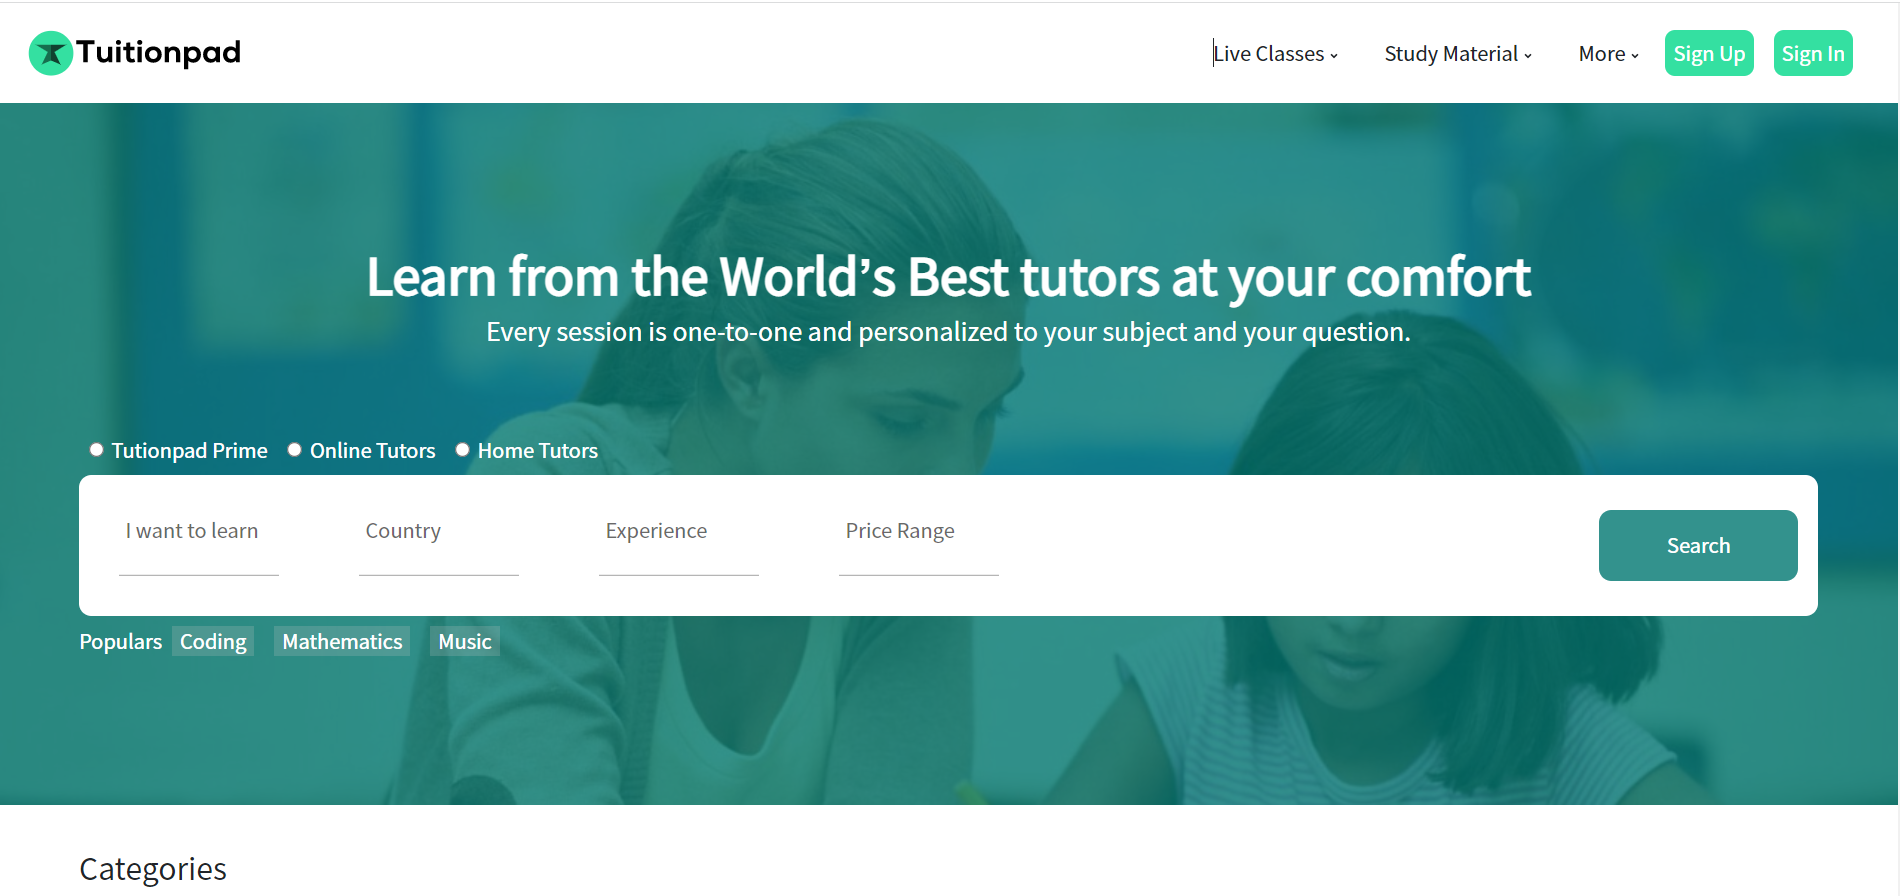 Tuitionpad
Live Classes
Study Material
More
Sign Up
Sign In
Learn from the World’s Best tutors at your comfort
Every session is one-to-one and personalized to your subject and your question.
Tutionpad Prime
Online Tutors
Home Tutors
I want to learn
Country
Experience
Price Range
Search
Populars
Coding
Mathematics
Music
Categories